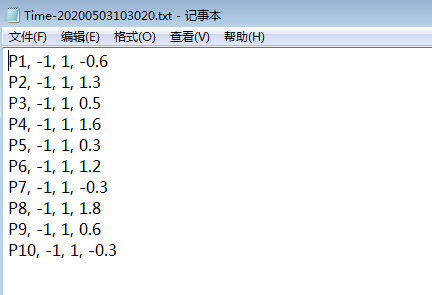 Time-20200503103020.txt - 记事本
文件(F) 编辑(E) 格式(O) 查看(V) 帮助(H)
P1, -1, 1, -0.6
P2, -1, 1, 1.3
P3, -1, 1, 0.5
P4, -1, 1, 1.6
P5, -1, 1, 0.3
P6, -1, 1, 1.2
P7, -1, 1, -0.3
P8, -1, 1, 1.8
P9, -1, 1, 0.6
P10, -1, 1, -0.3